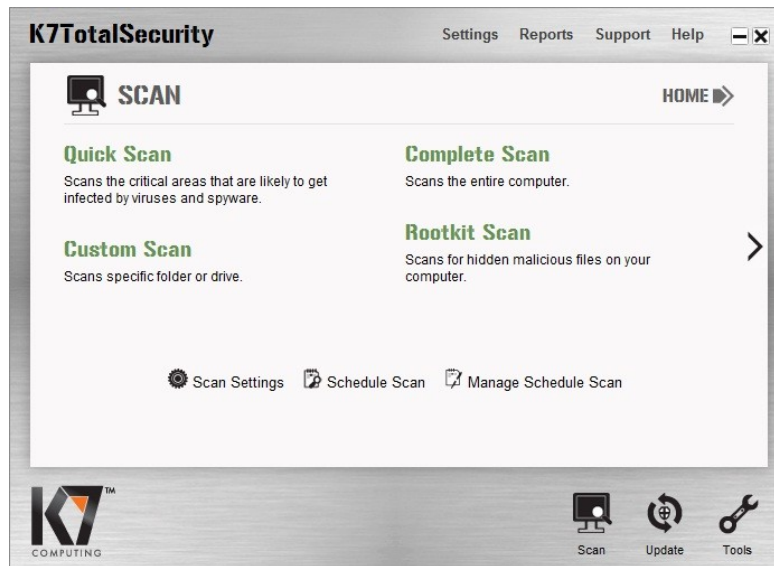 K7TotalSecurity
Settings Reports Support Help
SCAN
HOME
Quick Scan
Scans the critical areas that are likely to get
infected by viruses and spyware.
Complete Scan
Scans the entire computer.
Custom Scan
Scans specific folder or drive.
Rootkit Scan
Scans for hidden malicious files on your
computer.
Scan Settings Schedule Scan Manage Schedule Scan
K7 TM
COMPUTING
Scan Update Tools